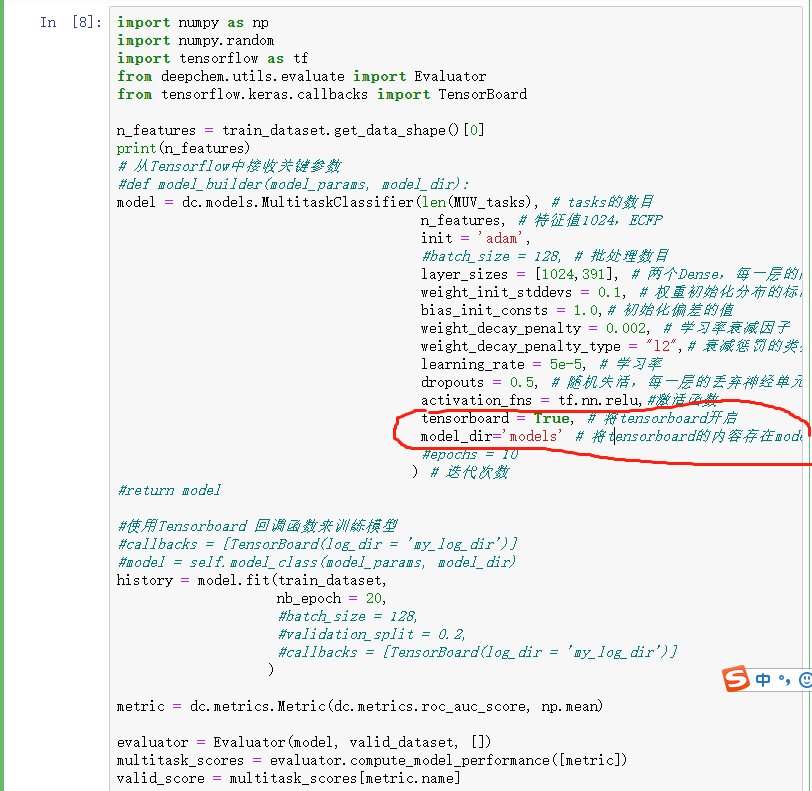 In [8]:
import numpy as np
import numpy.random
import tensorflow as tf
from deepchem.utils.evaluate import Evaluator
from tensorflow.keras.callbacks import TensorBoard
n_features = train_dataset.get_data_shape()[0]
print(n_features)
# 从Tensorflow中接收关键参数
#def model_builder(model_params, model_dir):
model = dc.models.MultitaskClassifier(len(MUV_tasks), # tasks的数目
n_features, # 特征值1024，ECFP
init = 'adam',
#batch_size = 128, # 批处理数目
layer_sizes = [1024,391], # 两个Dense，每一层的
weight_init_stddevs = 0.1, # 权重初始化分布的标
bias_init_consts = 1.0,# 初始化偏差的值
weight_decay_penalty = 0.002, # 学习率衰减因子
weight_decay_penalty_type = "l2",# 衰减惩罚的类
learning_rate = 5e-5, # 学习率
dropouts = 0.5, # 随机失活，每一层的丢弃神经单元
activation_fns = tf.nn.relu,#激活函数
tensorboard = True, # 将tensorboard开启
model_dir='models' # 将tensorboard的内容存在mode
#epochs = 10
) # 迭代次数
#return model
#使用Tensorboard 回调函数来训练模型
#callbacks = [TensorBoard(log_dir = 'my_log_dir')]
#model = self.model_class(model_params, model_dir)
history = model.fit(train_dataset,
nb_epoch = 20,
#batch_size = 128,
#validation_split = 0.2,
#callbacks = [TensorBoard(log_dir = 'my_log_dir')]
)
S 中 °,
metric = dc.metrics.Metric(dc.metrics.roc_auc_score, np.mean)
evaluator = Evaluator(model, valid_dataset, [])
multitask_scores = evaluator.compute_model_performance([metric])
valid_score = multitask_scores[metric.name]